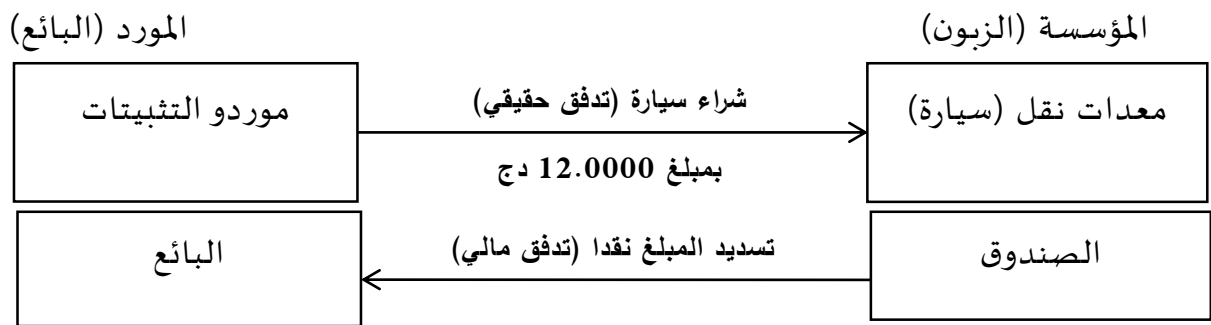 المؤسسة (الزبون)
المورد (البائع)
معدات نقل (سيارة)
شراء سيارة (تدفق حقيقي)
بمبلغ 12.0000 دج
موردو التثبيتات
الصندوق
تسديد المبلغ نقدا (تدفق مالي)
البائع